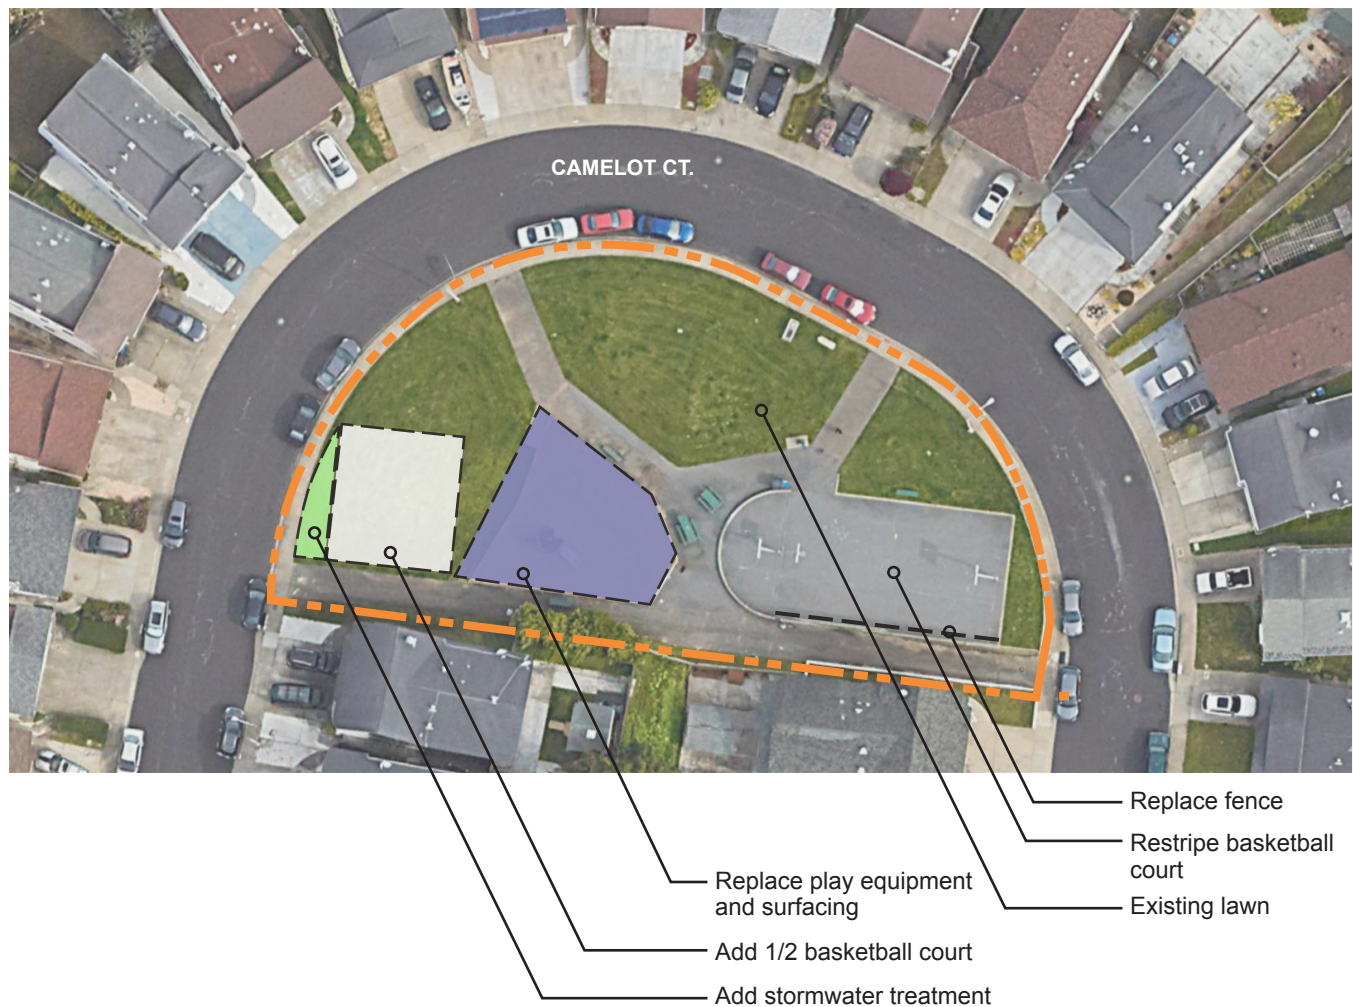 CAMELOT CT.
Replace fence
Restripe basketball
court
Existing lawn
Replace play equipment
and surfacing
Add 1/2 basketball court
Add stormwater treatment